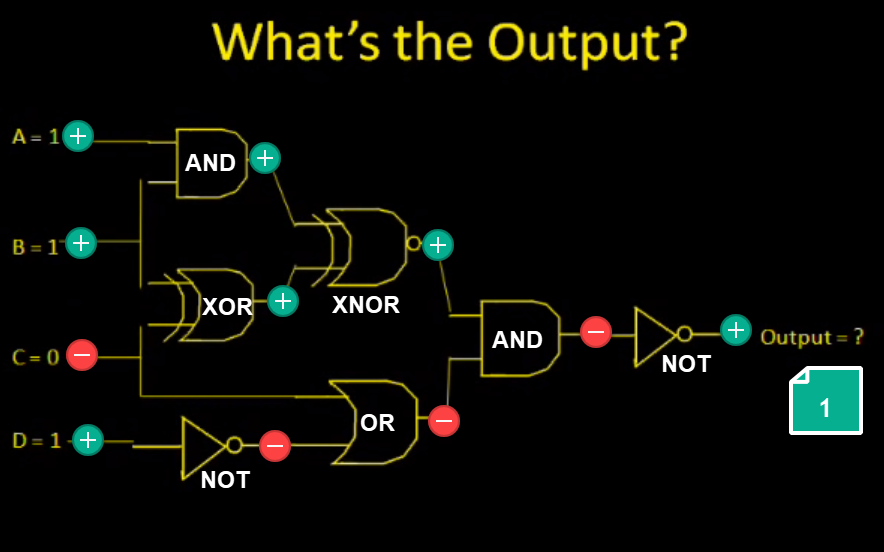 What's the Output?
A = 1
AND
B = 1
XOR
XNOR
C = 0
AND
Output = ?
NOT
1
OR
D = 1
NOT